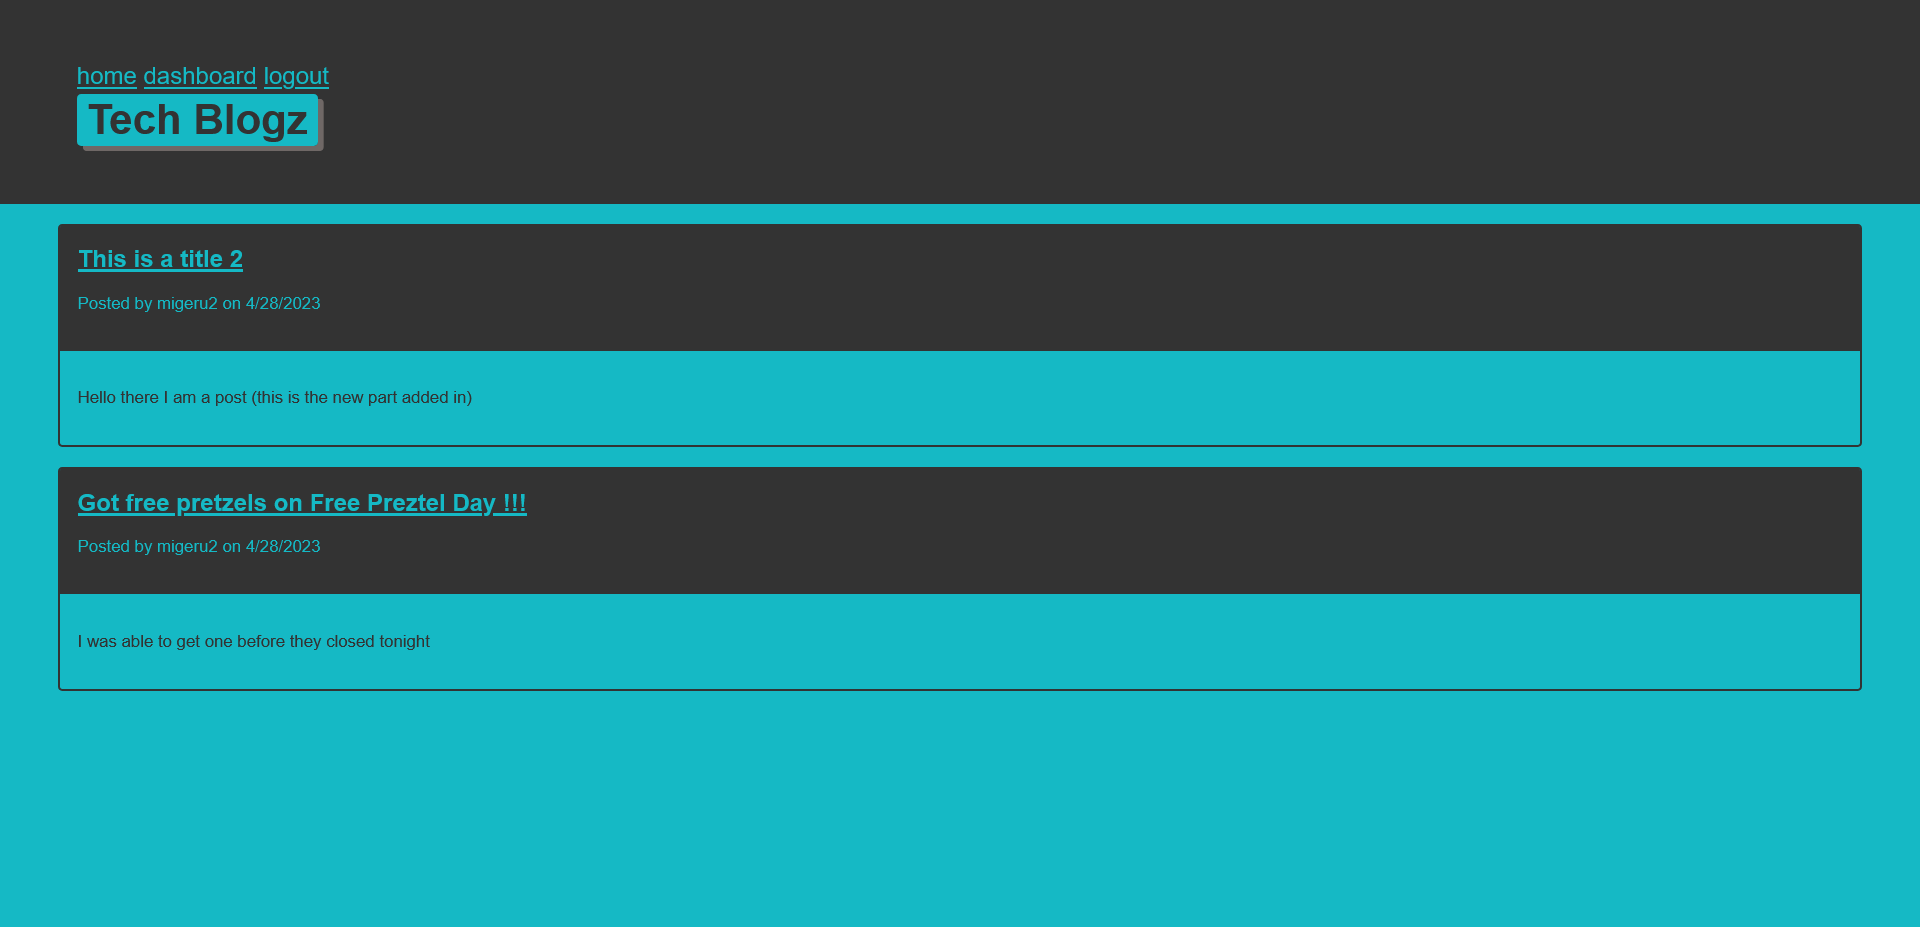 home dashboard logout
Tech Blogz
This is a title 2
Posted by migeru2 on 4/28/2023
Hello there I am a post (this is the new part added in)
Got free pretzels on Free Preztel Day !!!
Posted by migeru2 on 4/28/2023
I was able to get one before they closed tonight